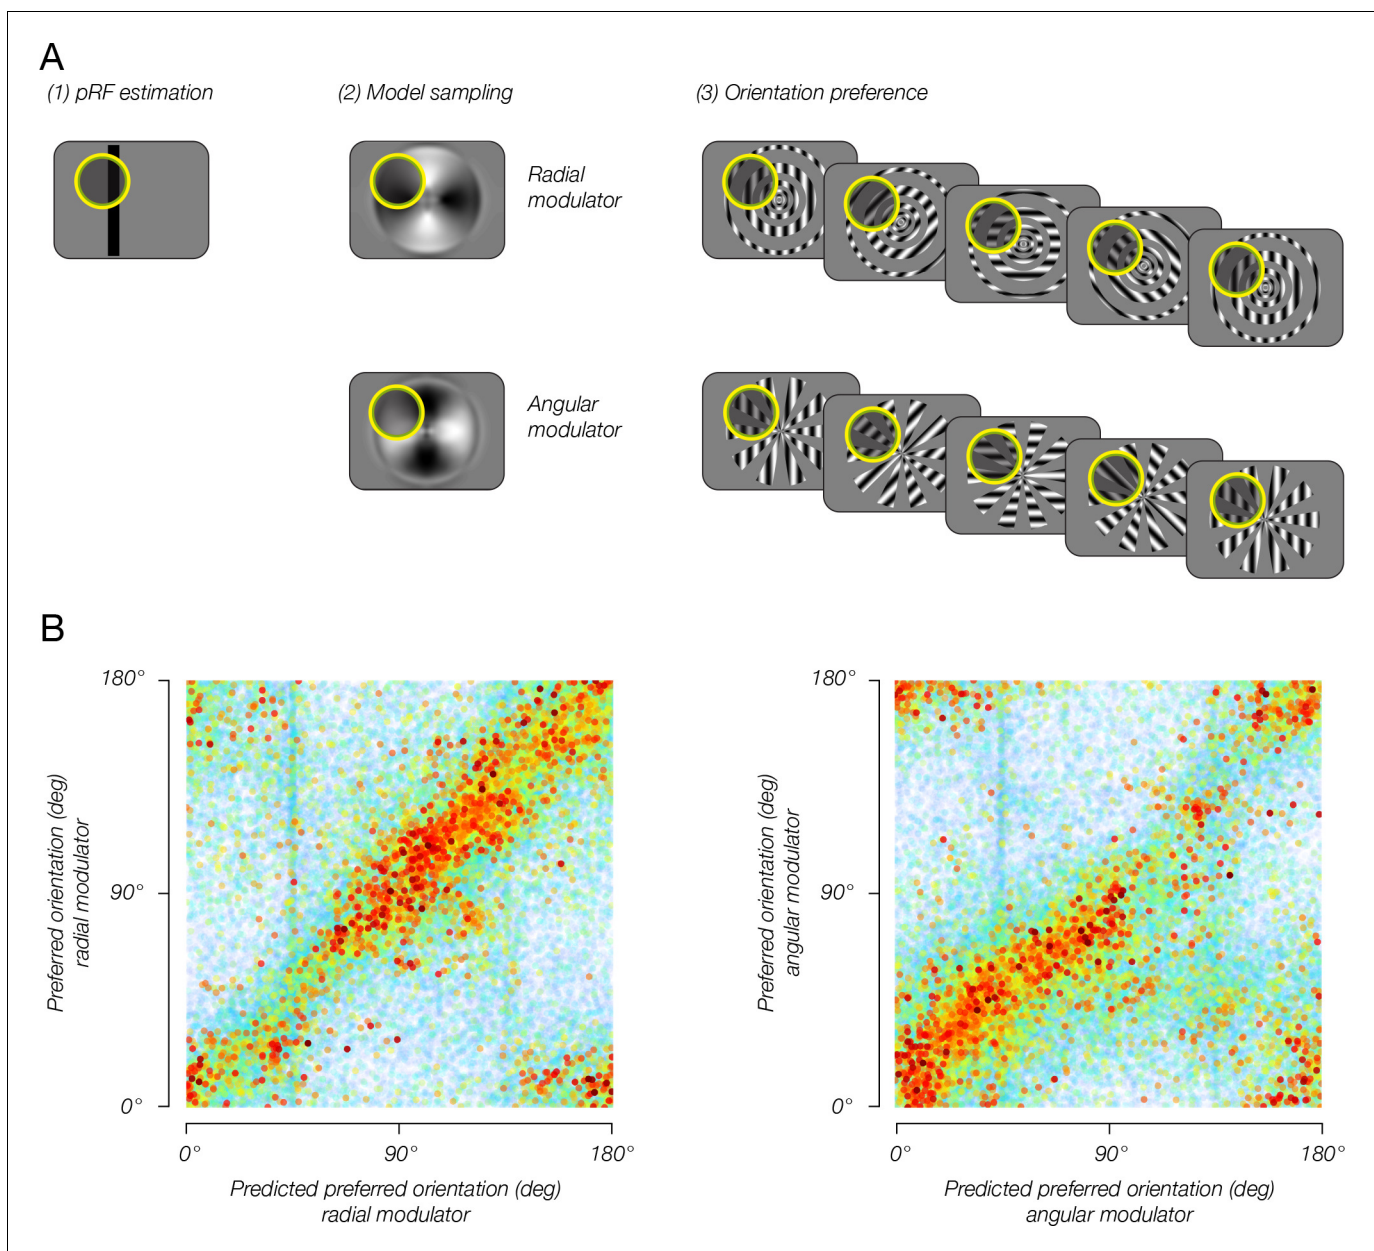 A
(1) pRF estimation
(2) Model sampling
(3) Orientation preference
Radial
modulator
Angular
modulator
B
180°
90°
0°
Preferred orientation (deg)
radial modulator
0°
90°
180°
Predicted preferred orientation (deg)
radial modulator
180°
90°
0°
Preferred orientation (deg)
angular modulator
0°
90°
180°
Predicted preferred orientation (deg)
angular modulator